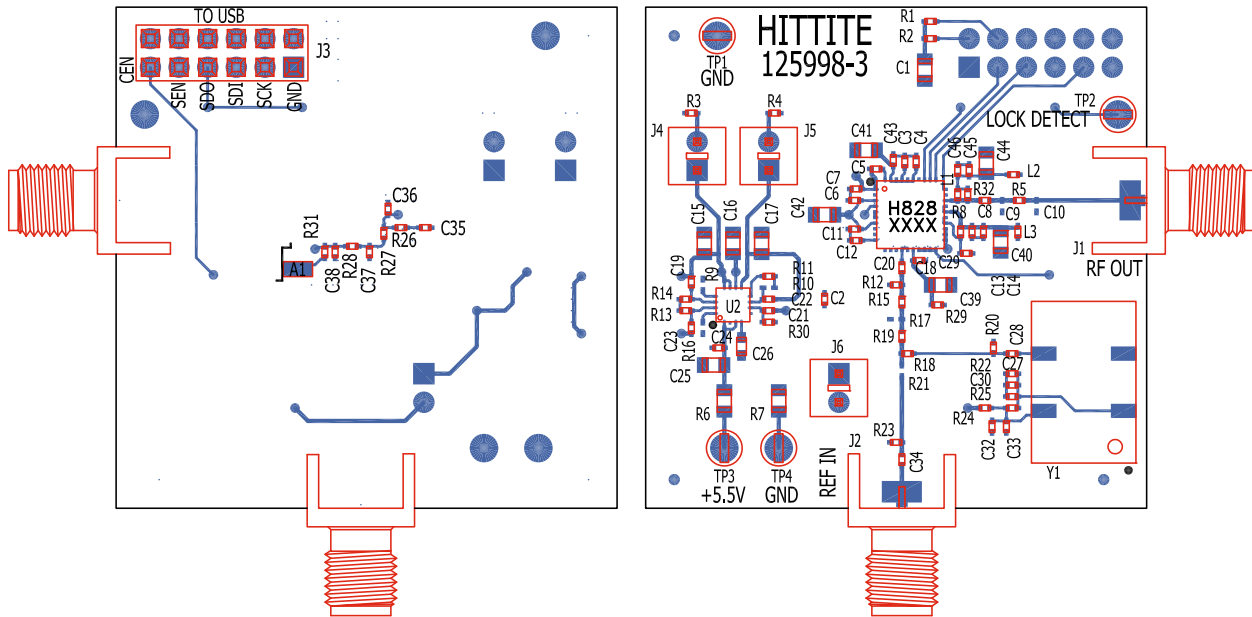 TO USB
J3
CEN
SEN
SDO
SDI
SCK
GND
C36
R31
R26
C35
A1
C38
R28
C37
R27
HITTITE
125998-3
TP1
GND
R1
R2
C1
TP2
LOCK DETECT
R3
R4
J4
J5
C41
C43
C3
C4
C5
C7
C6
C42
C46
C45
C44
L1
L2
R32
R5
H828
XXXX
R8
C8
C9
C10
L3
J1
RF OUT
C11
C12
C15
C16
C17
C20
C18
C29
C40
C13
C14
C19
R9
R11
R10
R14
R13
U2
C22
C21
R30
C2
R12
R15
C39
R29
R17
C23
R16
C24
C26
C25
R19
R18
R20
C28
J6
R21
R22
C27
C30
R25
R24
R6
R7
C32
C33
R23
C34
J2
TP3
+5.5V
TP4
GND
REF IN
Y1